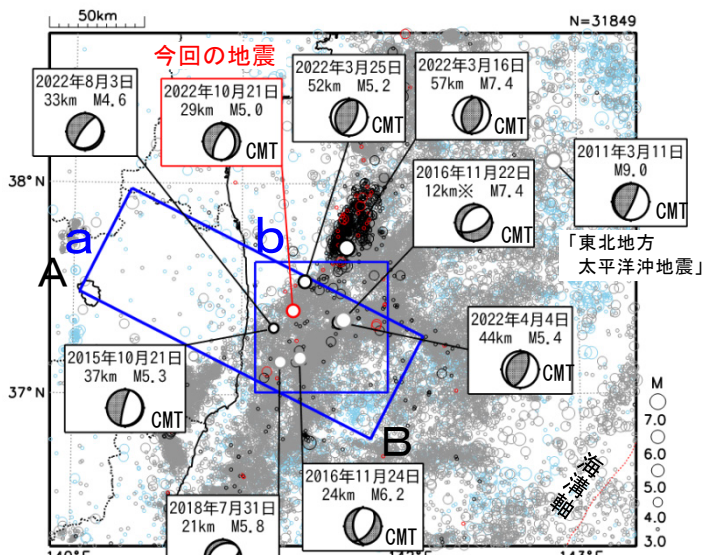 50km
N=31849
今回の地震
2022年8月3日
33km M4.6
2022年10月21日
29km M5.0
CMT
2022年3月25日
52km M5.2
CMT
2022年3月16日
57km M7.4
CMT
2016年11月22日
12km※ M7.4
CMT
2011年3月11日
M9.0
CMT
「東北地方
太平洋沖地震」
38°N
a
b
A
2022年4月4日
44km M5.4
CMT
2015年10月21日
37km M5.3
CMT
37°N
B
M
7.0
6.0
5.0
4.0
3.0
海溝軸
2016年11月24日
24km M6.2
CMT
2018年7月31日
21km M5.8